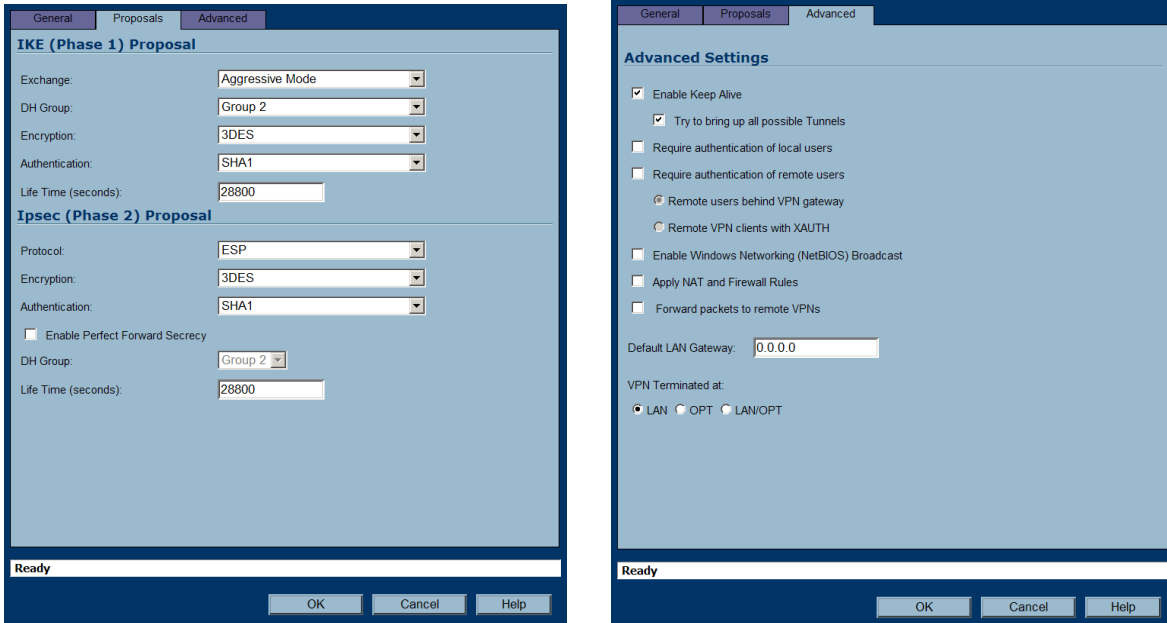 General Proposals Advanced
IKE (Phase 1) Proposal
Exchange: Aggressive Mode
DH Group: Group 2
Encryption: 3DES
Authentication: SHA1
Life Time (seconds): 28800
Ipsec (Phase 2) Proposal
Protocol: ESP
Encryption: 3DES
Authentication: SHA1
Enable Perfect Forward Secrecy
DH Group: Group 2
Life Time (seconds): 28800
Ready
OK Cancel Help
General Proposals Advanced
Advanced Settings
Enable Keep Alive
Try to bring up all possible Tunnels
Require authentication of local users
Require authentication of remote users
Remote users behind VPN gateway
Remote VPN clients with XAUTH
Enable Windows Networking (NetBIOS) Broadcast
Apply NAT and Firewall Rules
Forward packets to remote VPNs
Default LAN Gateway: 0.0.0.0
VPN Terminated at:
LAN OPT LAN/OPT
Ready
OK Cancel Help